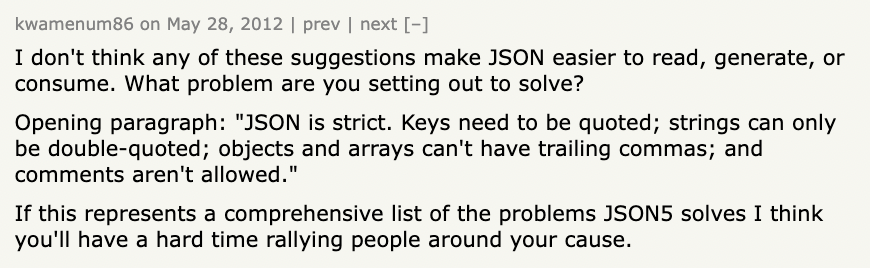 kwamenum86 on May 28, 2012 | prev | next [–]
I don't think any of these suggestions make JSON easier to read, generate, or
consume. What problem are you setting out to solve?
Opening paragraph: "JSON is strict. Keys need to be quoted; strings can only
be double-quoted; objects and arrays can't have trailing commas; and
comments aren't allowed."
If this represents a comprehensive list of the problems JSON5 solves I think
you'll have a hard time rallying people around your cause.